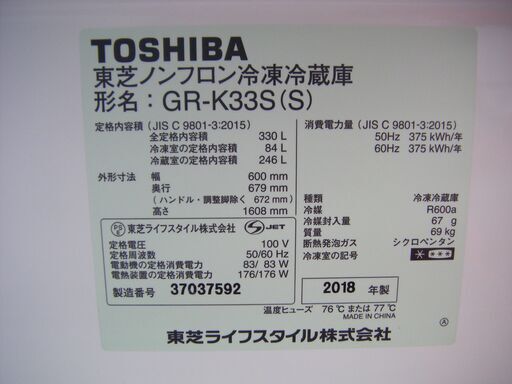 TOSHIBA
東芝ノンフロン冷凍冷蔵庫
形名：GR-K33S(S)
定格内容積（JIS C 9801-3:2015）
全定格内容積 330 L
冷凍室の定格内容積 84 L
冷蔵室の定格内容積 246 L
外形寸法 幅 600 mm
奥行 679 mm
（ハンドル・調整脚除く 672 mm）
高さ 1608 mm
消費電力量（JIS C 9801-3:2015）
50Hz 375 kWh/年
60Hz 375 kWh/年
種類 冷凍冷蔵庫
冷媒 R600a
冷媒封入量 67 g
質量 69 kg
断熱発泡ガス シクロペンタン
冷凍室の記号 * ***
PS E 東芝ライフスタイル株式会社 S JET
定格電圧 100 V
定格周波数 50/60 Hz
電動機の定格消費電力 83/ 83 W
電熱装置の定格消費電力 176/176 W
製造番号 37037592
2018 年製
温度ヒューズ 76℃ または 77℃
MADE IN CHINA
東芝ライフスタイル株式会社
A